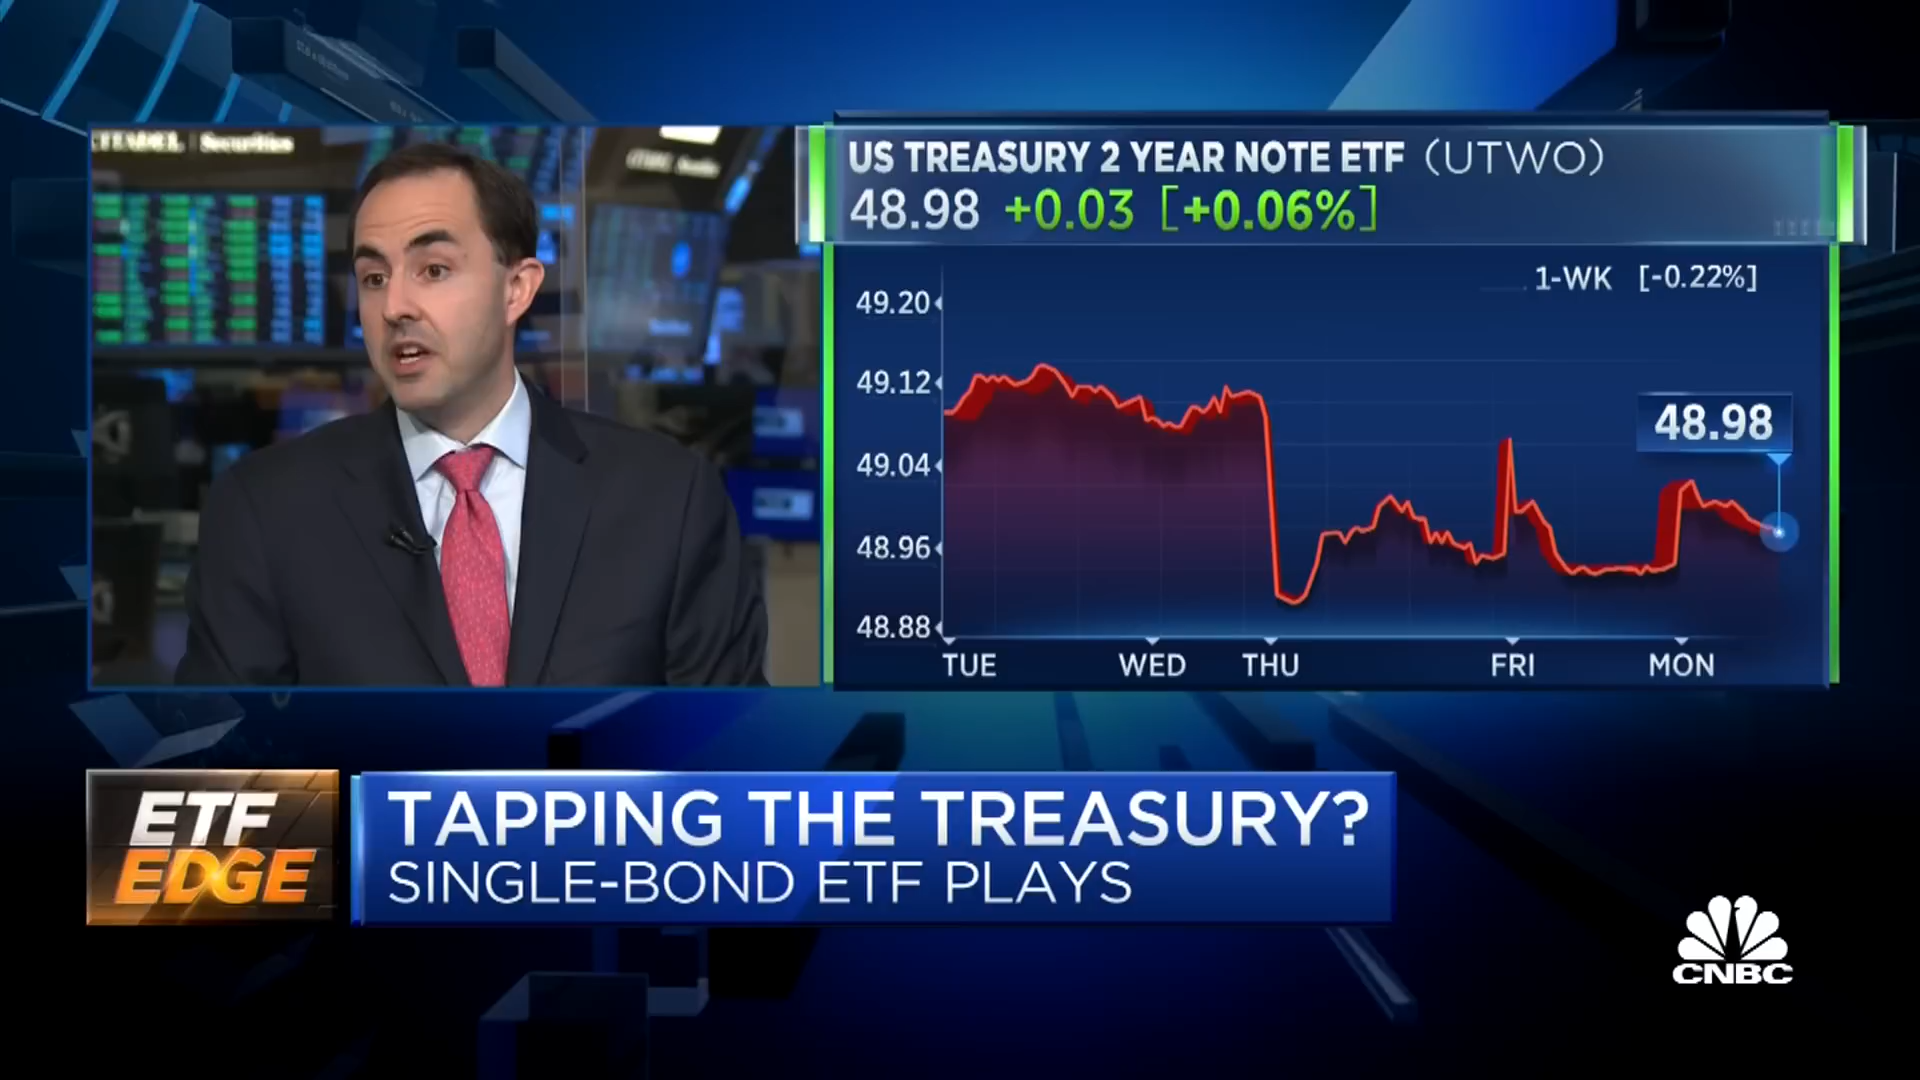 CITADEL | Securities
US TREASURY 2 YEAR NOTE ETF (UTWO)
48.98 +0.03 [+0.06%]
1-WK [-0.22%]
49.20
49.12
49.04
48.96
48.88
48.98
TUE WED THU FRI MON
ETF
EDGE
TAPPING THE TREASURY?
SINGLE-BOND ETF PLAYS
CNBC